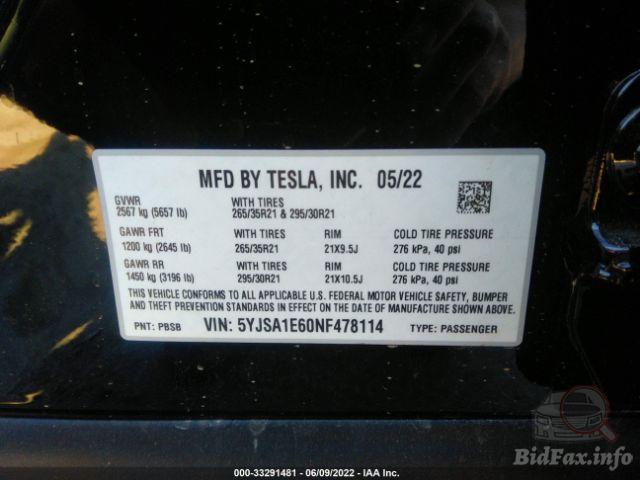 MFD BY TESLA, INC. 05/22
GVWR WITH TIRES
2567 kg (5657 lb) 265/35R21 & 295/30R21
GAWR FRT WITH TIRES RIM COLD TIRE PRESSURE
1200 kg (2645 lb) 265/35R21 21X9.5J 276 kPa, 40 psi
GAWR RR WITH TIRES RIM COLD TIRE PRESSURE
1450 kg (3196 lb) 295/30R21 21X10.5J 276 kPa, 40 psi
THIS VEHICLE CONFORMS TO ALL APPLICABLE U.S. FEDERAL MOTOR VEHICLE SAFETY, BUMPER
AND THEFT PREVENTION STANDARDS IN EFFECT ON THE DATE OF MANUFACTURE SHOWN ABOVE.
PNT: PBSB VIN: 5YJSA1E60NF478114 TYPE: PASSENGER
BidFax.info
000-33291481 - 06/09/2022 - IAA Inc.